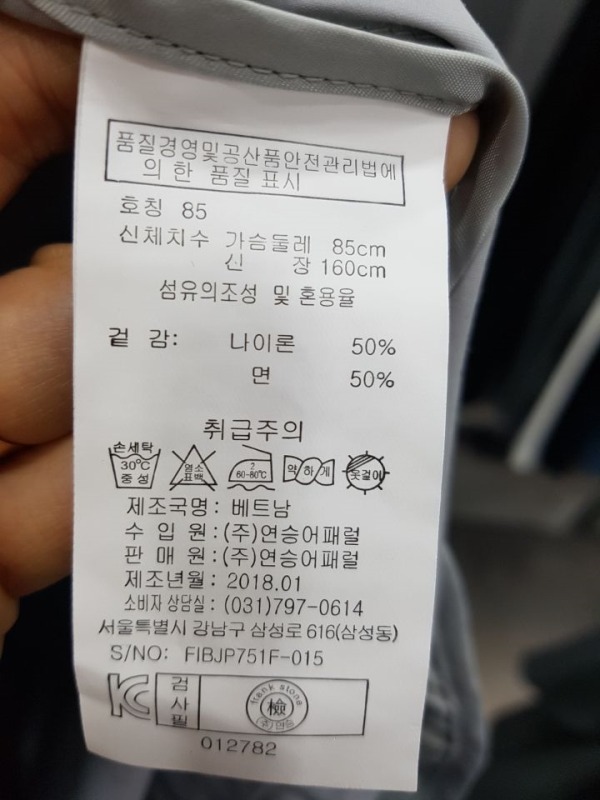 품질경영및공산품안전관리법에
의 한 품질 표시
호칭 85
신체치수 가슴둘레 85cm
신 장 160cm
섬유의조성 및 혼용율
겉 감: 나이론 50%
면 50%
취급주의
손세탁
30℃
중 성
염소
표백
2
60-80℃
약하게
옷걸이
제조국명: 베트남
수 입 원:(주)연승어패럴
판 매 원:(주)연승어패럴
제조년월: 2018.01
소비자 상담실: (031)797-0614
서울특별시 강남구 삼성로 616(삼성동)
S/NO: FIBJP751F-015
KC
검
사
필
frank stone
檢
012782